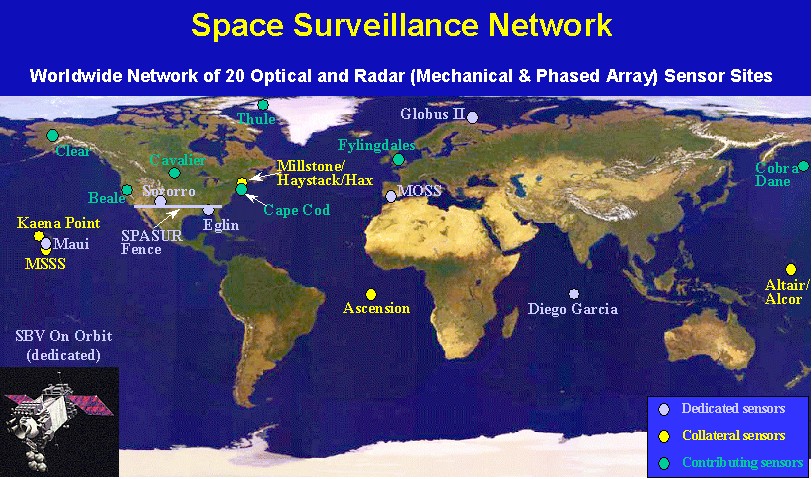 Space Surveillance Network
Worldwide Network of 20 Optical and Radar (Mechanical & Phased Array) Sensor Sites
Thule
Globus II
Clear
Cavalier
Fylingdales
Millstone/
Haystack/Hax
Cobra
Dane
Beale
Socorro
MOSS
Cape Cod
Kaena Point
Eglin
SPASUR
Fence
Maui
MSSS
Altair/
Alcor
Ascension
Diego Garcia
SBV On Orbit
(dedicated)
Dedicated sensors
Collateral sensors
Contributing sensors